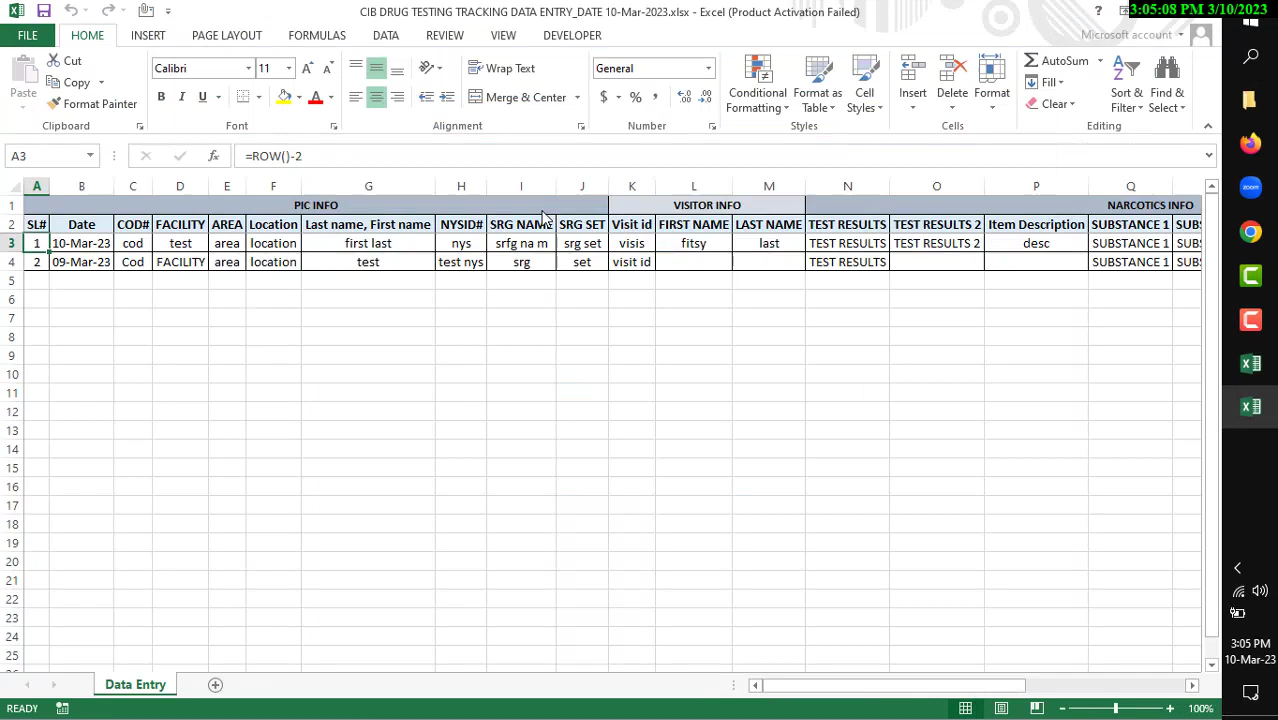 CIB DRUG TESTING TRACKING DATA ENTRY_DATE 10-Mar-2023.xlsx - Excel (Product Activation Failed)
?
3:05:08 PM 3/10/2023
FILE HOME INSERT PAGE LAYOUT FORMULAS DATA REVIEW VIEW DEVELOPER Microsoft account
Paste
Cut
Copy
Format Painter
Clipboard
Calibri 11
B I U
Font
Wrap Text
Merge & Center
Alignment
General
$ % ,
Number
Conditional Formatting
Format as Table
Cell Styles
Styles
Insert Delete Format
Cells
AutoSum
Fill
Clear
Sort & Filter
Find & Select
Editing
A3 fx =ROW()-2
A B C D E F G H I J K L M N O P Q
1 PIC INFO VISITOR INFO NARCOTICS INFO
2 SL# Date COD# FACILITY AREA Location Last name, First name NYSID# SRG NAME SRG SET Visit id FIRST NAME LAST NAME TEST RESULTS TEST RESULTS 2 Item Description SUBSTANCE 1 SUBS
3 1 10-Mar-23 cod test area location first last nys srfg na m srg set visis fitsy last TEST RESULTS TEST RESULTS 2 desc SUBSTANCE 1 SUBS
4 2 09-Mar-23 Cod FACILITY area location test test nys srg set visit id TEST RESULTS SUBSTANCE 1 SUBS
5
6
7
8
9
10
11
12
13
14
15
16
17
18
19
20
21
22
23
24
25
Data Entry
READY
100%
zoom
3:05 PM
10-Mar-23